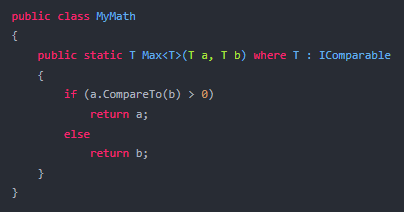 public class MyMath
{
    public static T Max<T>(T a, T b) where T : IComparable
    {
        if (a.CompareTo(b) > 0)
            return a;
        else
            return b;
    }
}